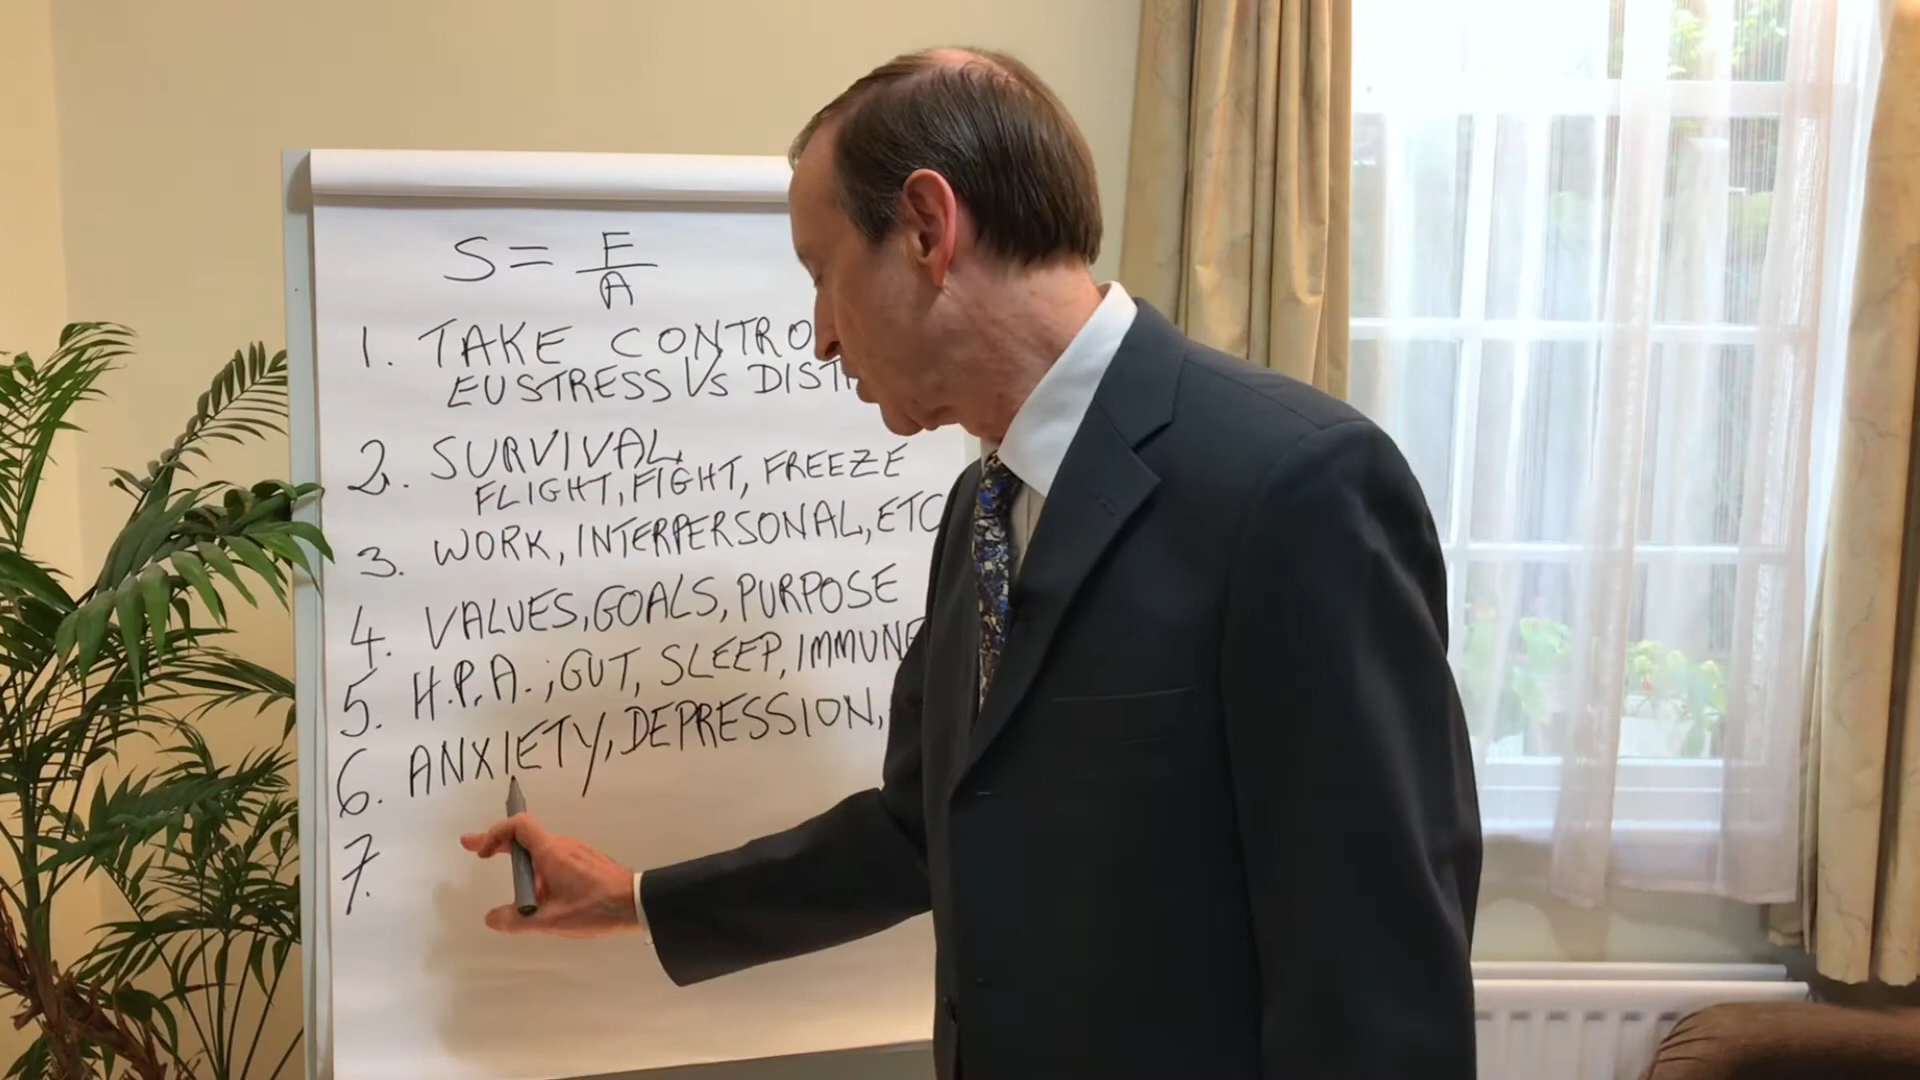 S = F
A
1. TAKE CONTRO
EUSTRESS Vs DIST
2. SURVIVAL.
FLIGHT, FIGHT, FREEZE
3. WORK, INTERPERSONAL, ETC
4. VALUES, GOALS, PURPOSE
5. H.P.A.; GUT, SLEEP, IMMUNE
6. ANXIETY, DEPRESSION,
7.